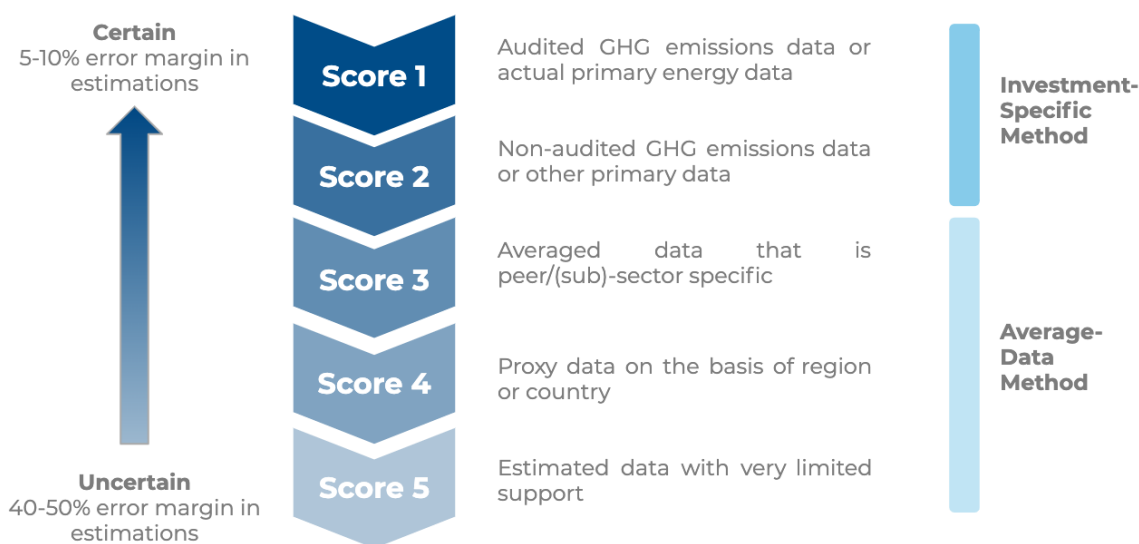 Certain
5-10% error margin in
estimations
Score 1
Audited GHG emissions data or
actual primary energy data
Investment-
Specific
Method
Score 2
Non-audited GHG emissions data
or other primary data
Score 3
Averaged data that is
peer/(sub)-sector specific
Score 4
Proxy data on the basis of region
or country
Average-
Data
Method
Uncertain
40-50% error margin in
estimations
Score 5
Estimated data with very limited
support